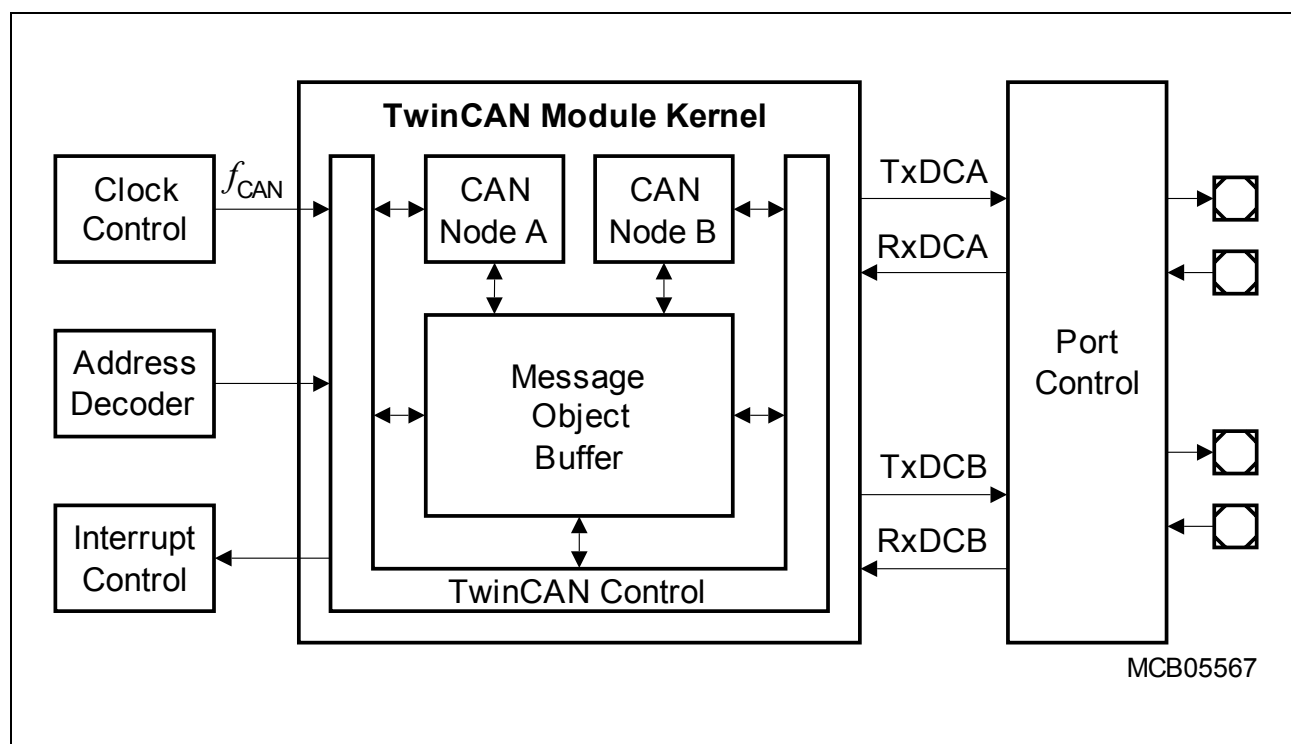 TwinCAN Module Kernel
Clock
Control
fCAN
CAN
Node A
CAN
Node B
TxDCA
RxDCA
Address
Decoder
Message
Object
Buffer
Port
Control
TxDCB
RxDCB
Interrupt
Control
TwinCAN Control
MCB05567